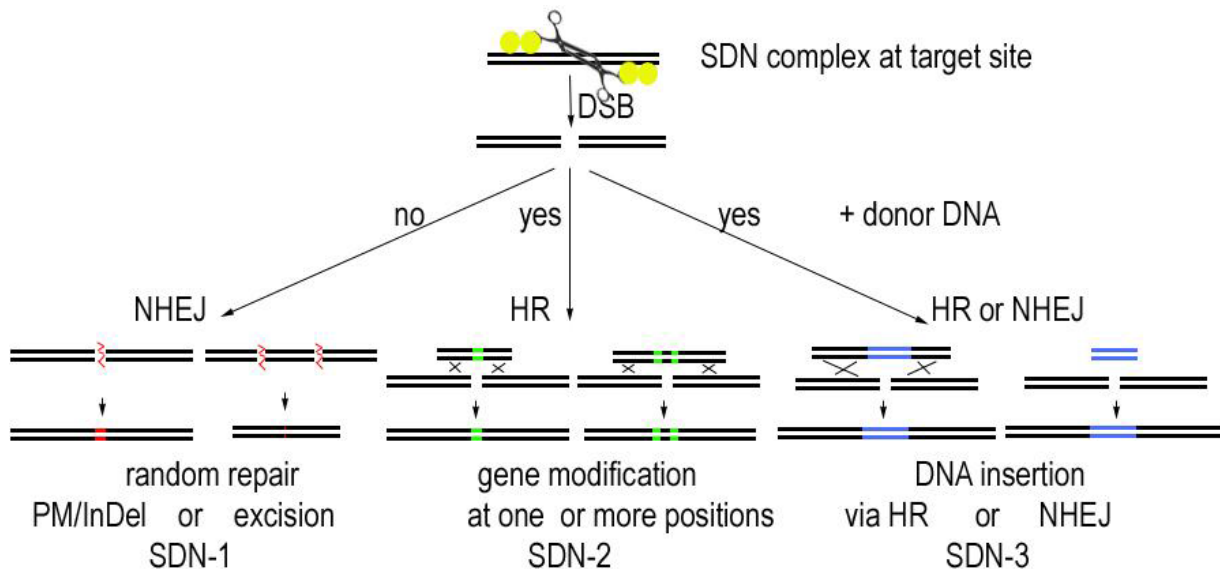 SDN complex at target site
DSB
no yes yes + donor DNA
NHEJ HR HR or NHEJ
random repair gene modification DNA insertion
PM/InDel or excision at one or more positions via HR or NHEJ
SDN-1 SDN-2 SDN-3